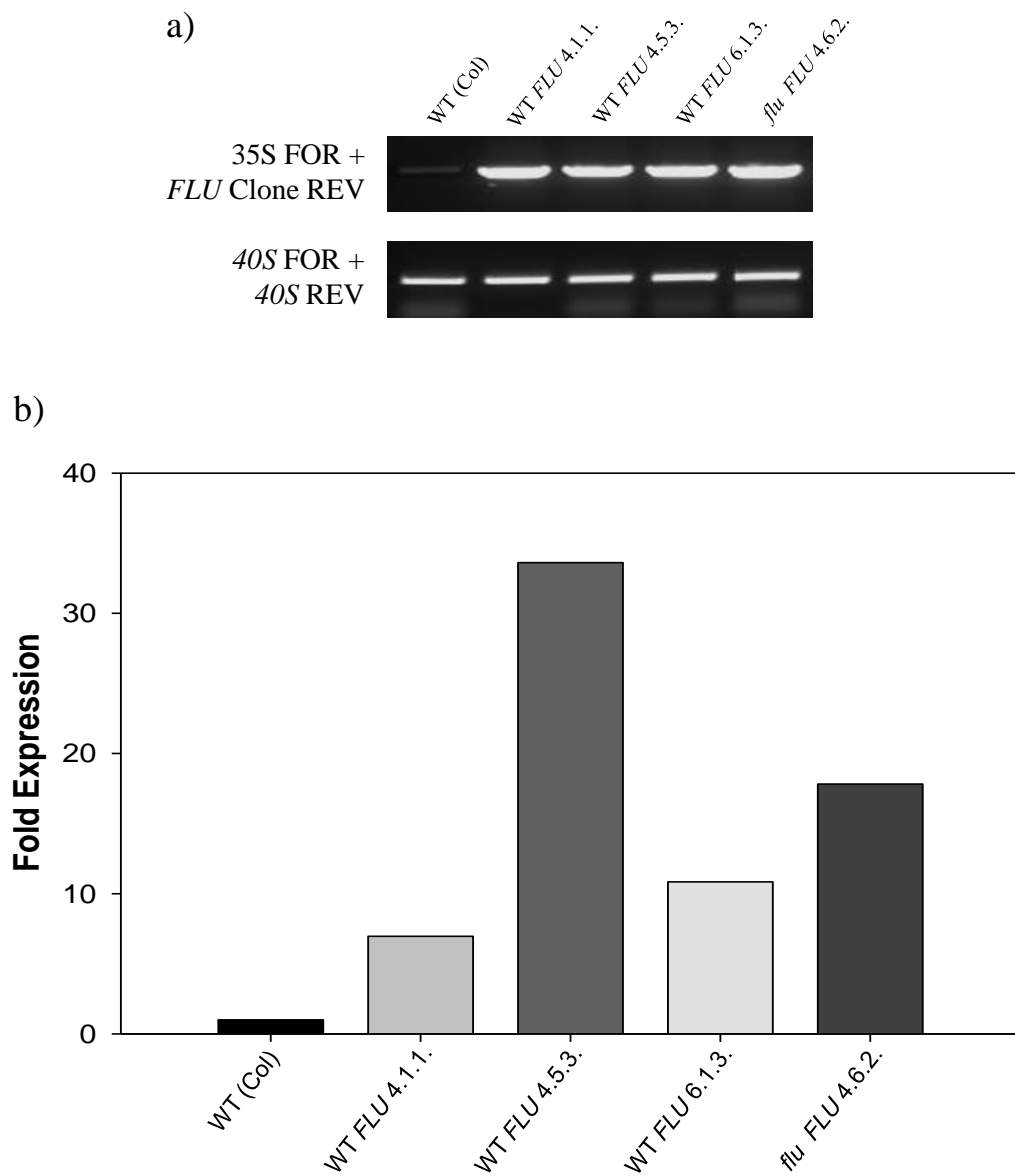 a)
WT (Col)
WT FLU 4.1.1.
WT FLU 4.5.3.
WT FLU 6.1.3.
flu FLU 4.6.2.
35S FOR +
FLU Clone REV
40S FOR +
40S REV
b)
Fold Expression
40
30
20
10
0
WT (Col)
WT FLU 4.1.1.
WT FLU 4.5.3.
WT FLU 6.1.3.
flu FLU 4.6.2.